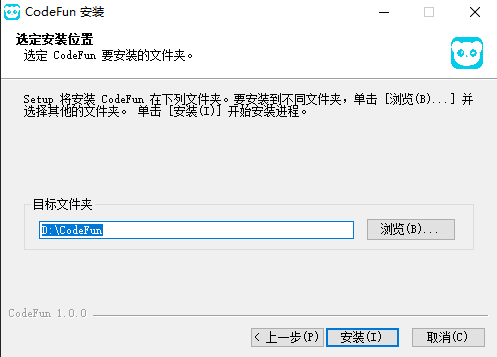 CodeFun 安装
选定安装位置
选定 CodeFun 要安装的文件夹。
Setup 将安装 CodeFun 在下列文件夹。要安装到不同文件夹，单击 [浏览(B)...] 并
选择其他的文件夹。 单击 [安装(I)] 开始安装进程。
目标文件夹
D:\CodeFun
浏览(B)...
CodeFun 1.0.0
< 上一步(P)
安装(I)
取消(C)